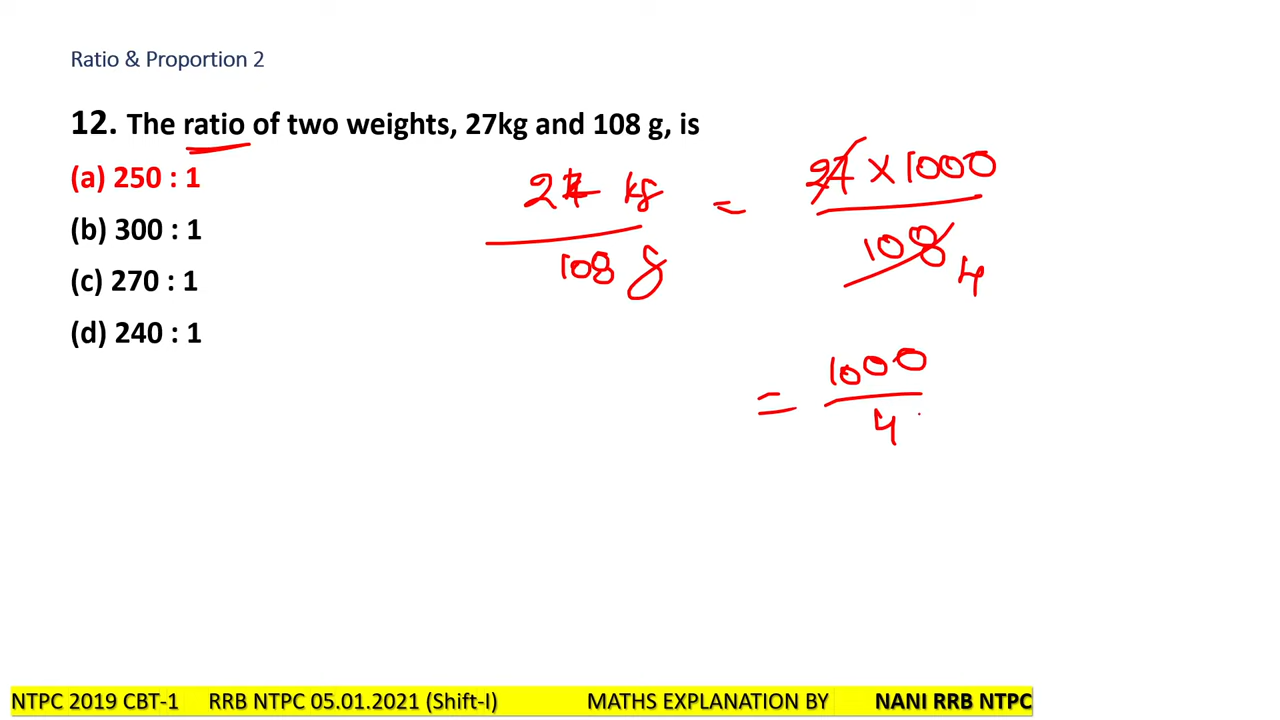 Ratio & Proportion 2
12. The ratio of two weights, 27kg and 108 g, is
(a) 250 : 1
(b) 300 : 1
(c) 270 : 1
(d) 240 : 1
27 kg
108 g
=
27 × 1000
108 4
=
1000
4
NTPC 2019 CBT-1 RRB NTPC 05.01.2021 (Shift-I) MATHS EXPLANATION BY NANI RRB NTPC